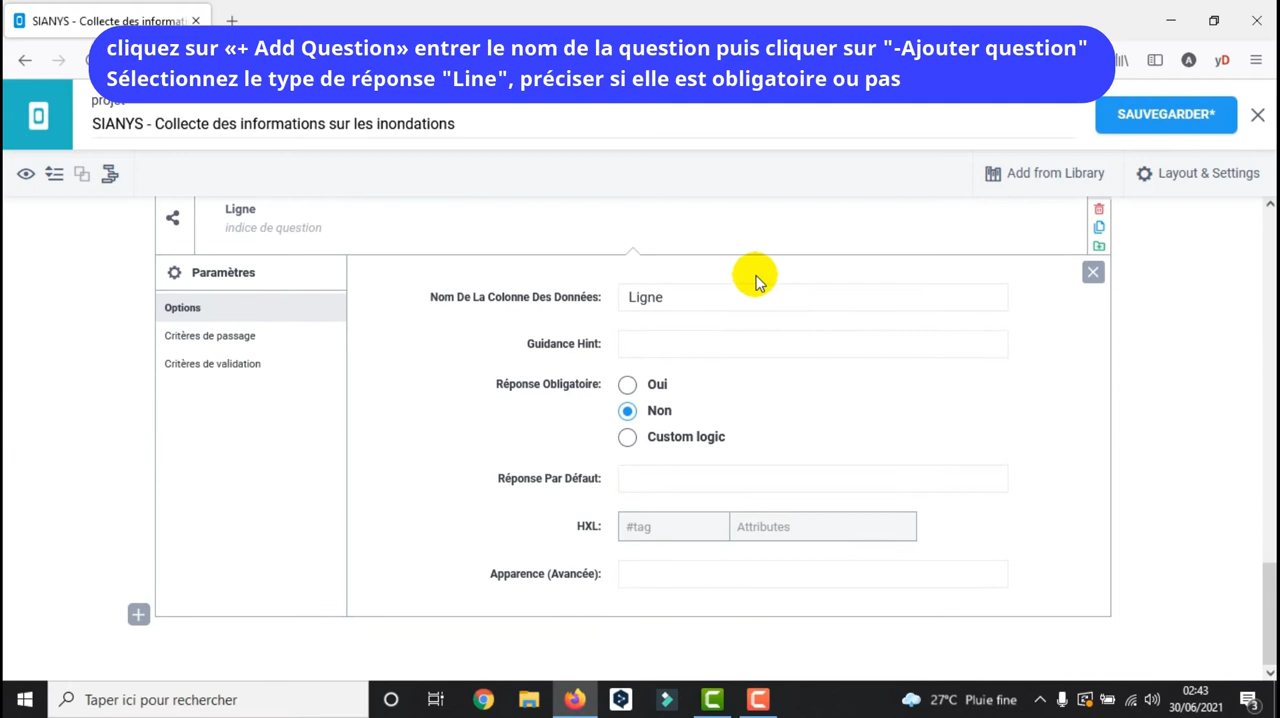 SIANYS - Collecte des informati
cliquez sur «+ Add Question» entrer le nom de la question puis cliquer sur "-Ajouter question"
Sélectionnez le type de réponse "Line", préciser si elle est obligatoire ou pas
yD
projet
SIANYS - Collecte des informations sur les inondations
SAUVEGARDER*
Add from Library
Layout & Settings
Ligne
indice de question
Paramètres
Options
Critères de passage
Critères de validation
Nom De La Colonne Des Données:
Ligne
Guidance Hint:
Réponse Obligatoire:
Oui
Non
Custom logic
Réponse Par Défaut:
HXL:
#tag
Attributes
Apparence (Avancée):
Taper ici pour rechercher
27°C Pluie fine
02:43
30/06/2021
3